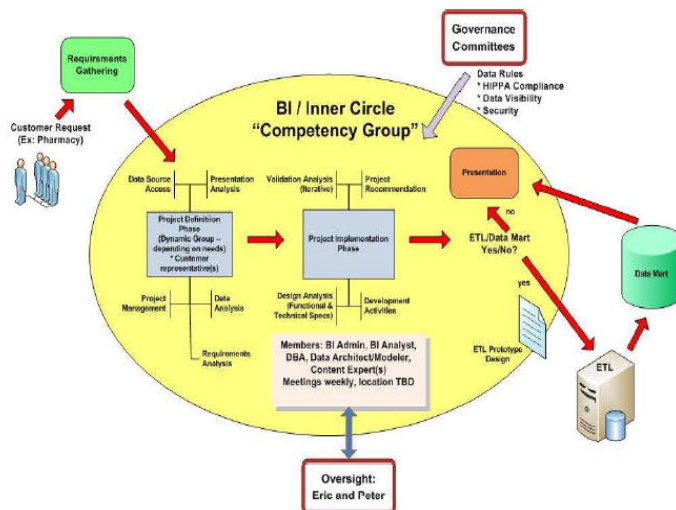 Governance
Committees
Requirements
Gathering
Data Rules
* HIPPA Compliance
* Data Visibility
* Security
BI / Inner Circle
“Competency Group”
Customer Request
(Ex: Pharmacy)
Data Source
Access
Presentation
Analysis
Validation Analysis
(Iterative)
Project
Recommendation
Presentation
no
Project Definition
Phase
(Dynamic Group –
depending on needs)
* Customer
representative(s)
Project Implementation
Phase
ETL/Data Mart
Yes/No?
Data Mart
yes
Project
Management
Data
Analysis
Design Analysis
(Functional &
Technical Specs)
Development
Activities
Requirements
Analysis
ETL Prototype
Design
ETL
Members: BI Admin, BI Analyst,
DBA, Data Architect/Modeler,
Content Expert(s)
Meetings weekly, location TBD
Oversight:
Eric and Peter